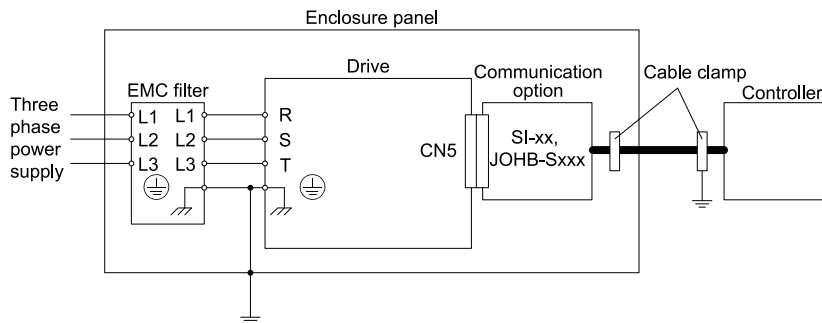 Enclosure panel
Drive
EMC filter
Communication
option
Cable clamp
Controller
Three
phase
power
supply
L1 L1
L2 L2
L3 L3
R
S
T
CN5
SI-xx,
JOHB-Sxxx